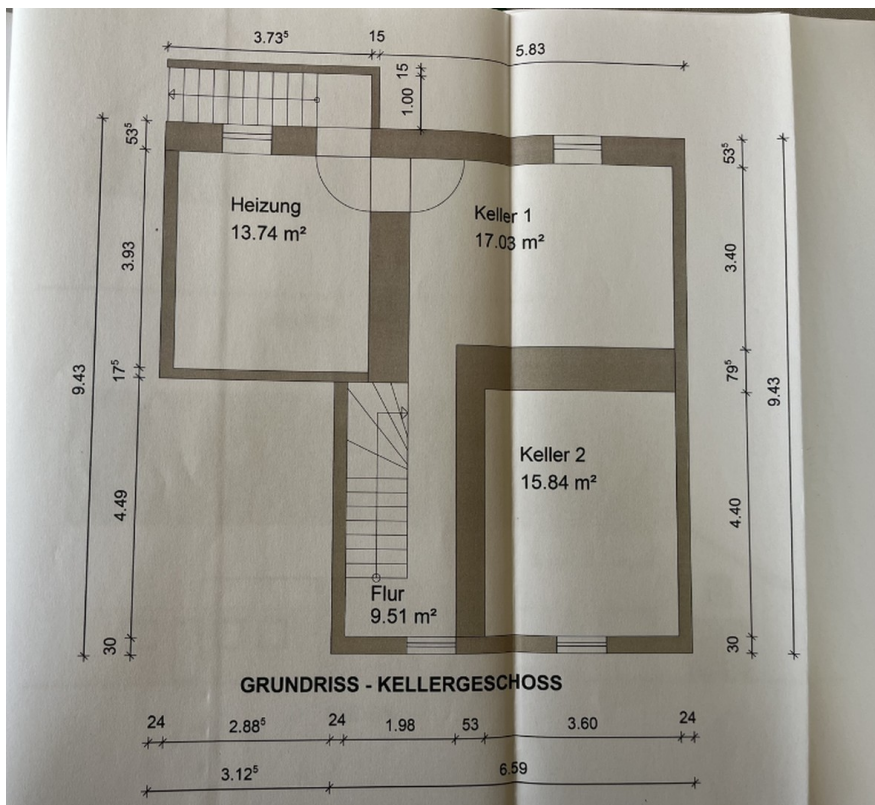 3.73⁵
15
5.83
15
1.00
53⁵
53⁵
Heizung
13.74 m²
Keller 1
17.03 m²
3.93
3.40
9.43
17⁵
79⁵
9.43
Keller 2
15.84 m²
4.49
4.40
Flur
9.51 m²
30
30
GRUNDRISS - KELLERGESCHOSS
24
2.88⁵
24
1.98
53
3.60
24
3.12⁵
6.59